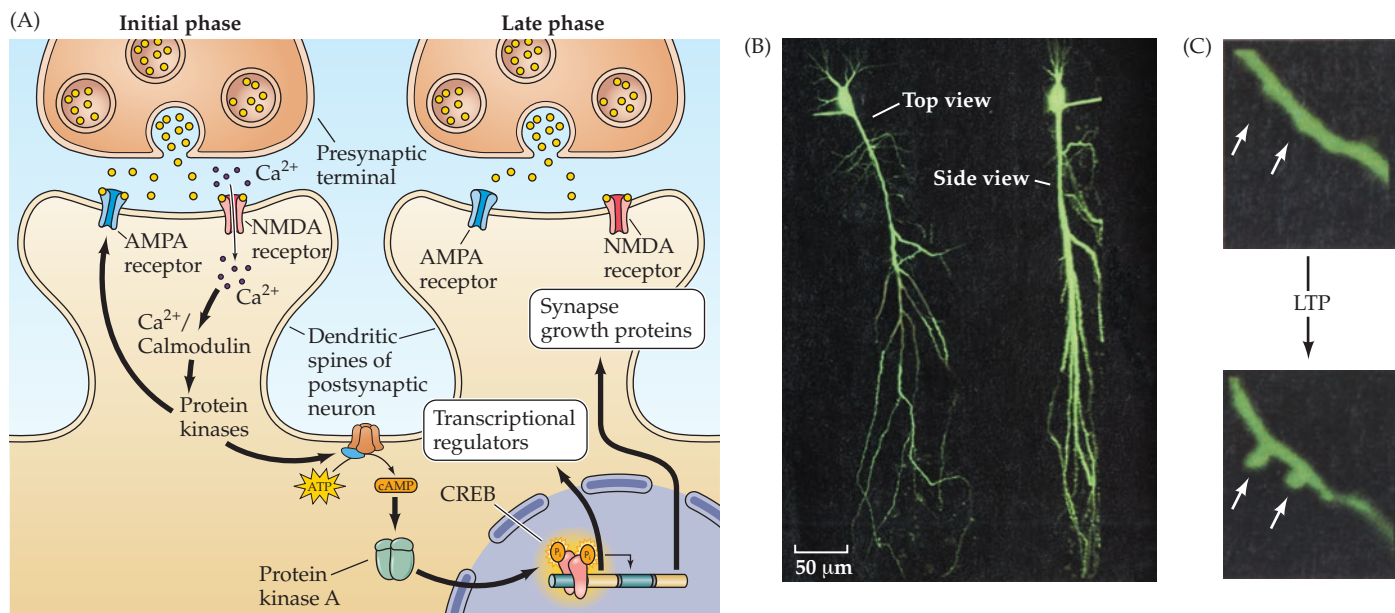 (A)
Initial phase
Late phase
Ca2+
Presynaptic
terminal
AMPA
receptor
NMDA
receptor
Ca2+
Ca2+/
Calmodulin
Protein
kinases
Dendritic
spines of
postsynaptic
neuron
AMPA
receptor
NMDA
receptor
Synapse
growth proteins
Transcriptional
regulators
ATP
cAMP
CREB
Pi
Pi
Protein
kinase A
(B)
Top view
Side view
50 μm
(C)
LTP